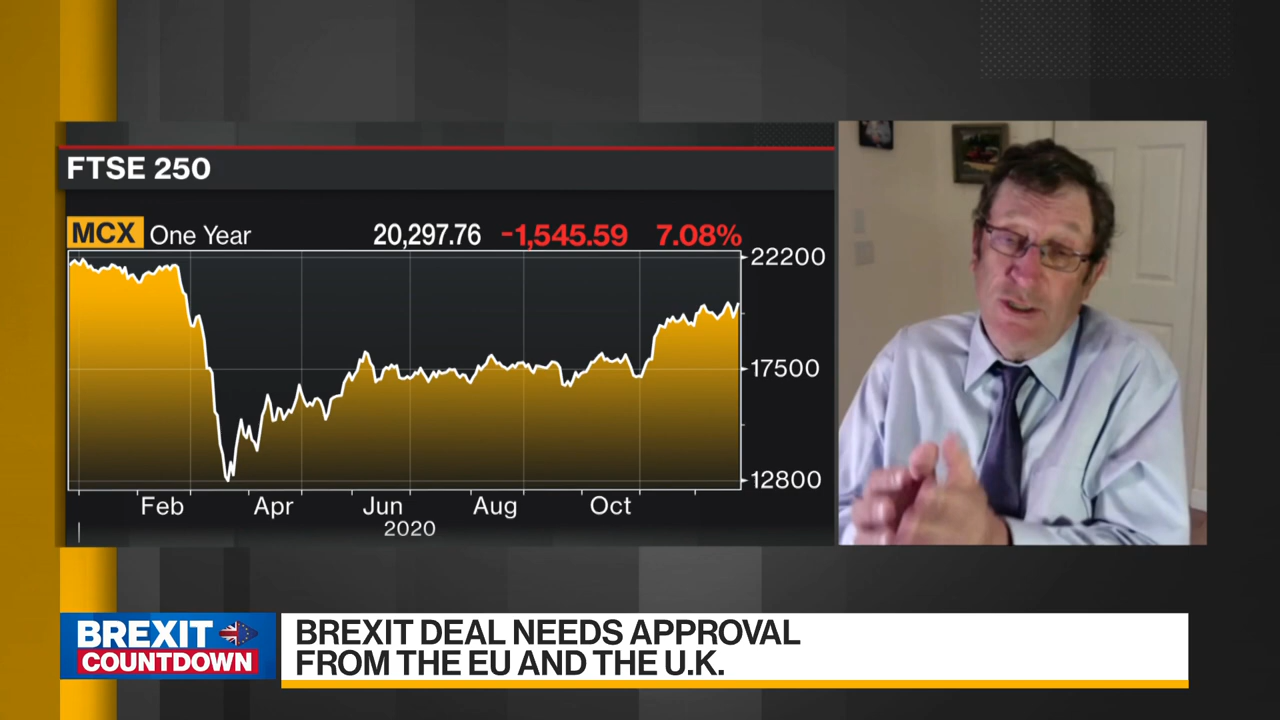 FTSE 250
MCX One Year 20,297.76 -1,545.59 7.08%
22200
17500
12800
Feb Apr Jun Aug Oct
2020
BREXIT
COUNTDOWN
BREXIT DEAL NEEDS APPROVAL
FROM THE EU AND THE U.K.